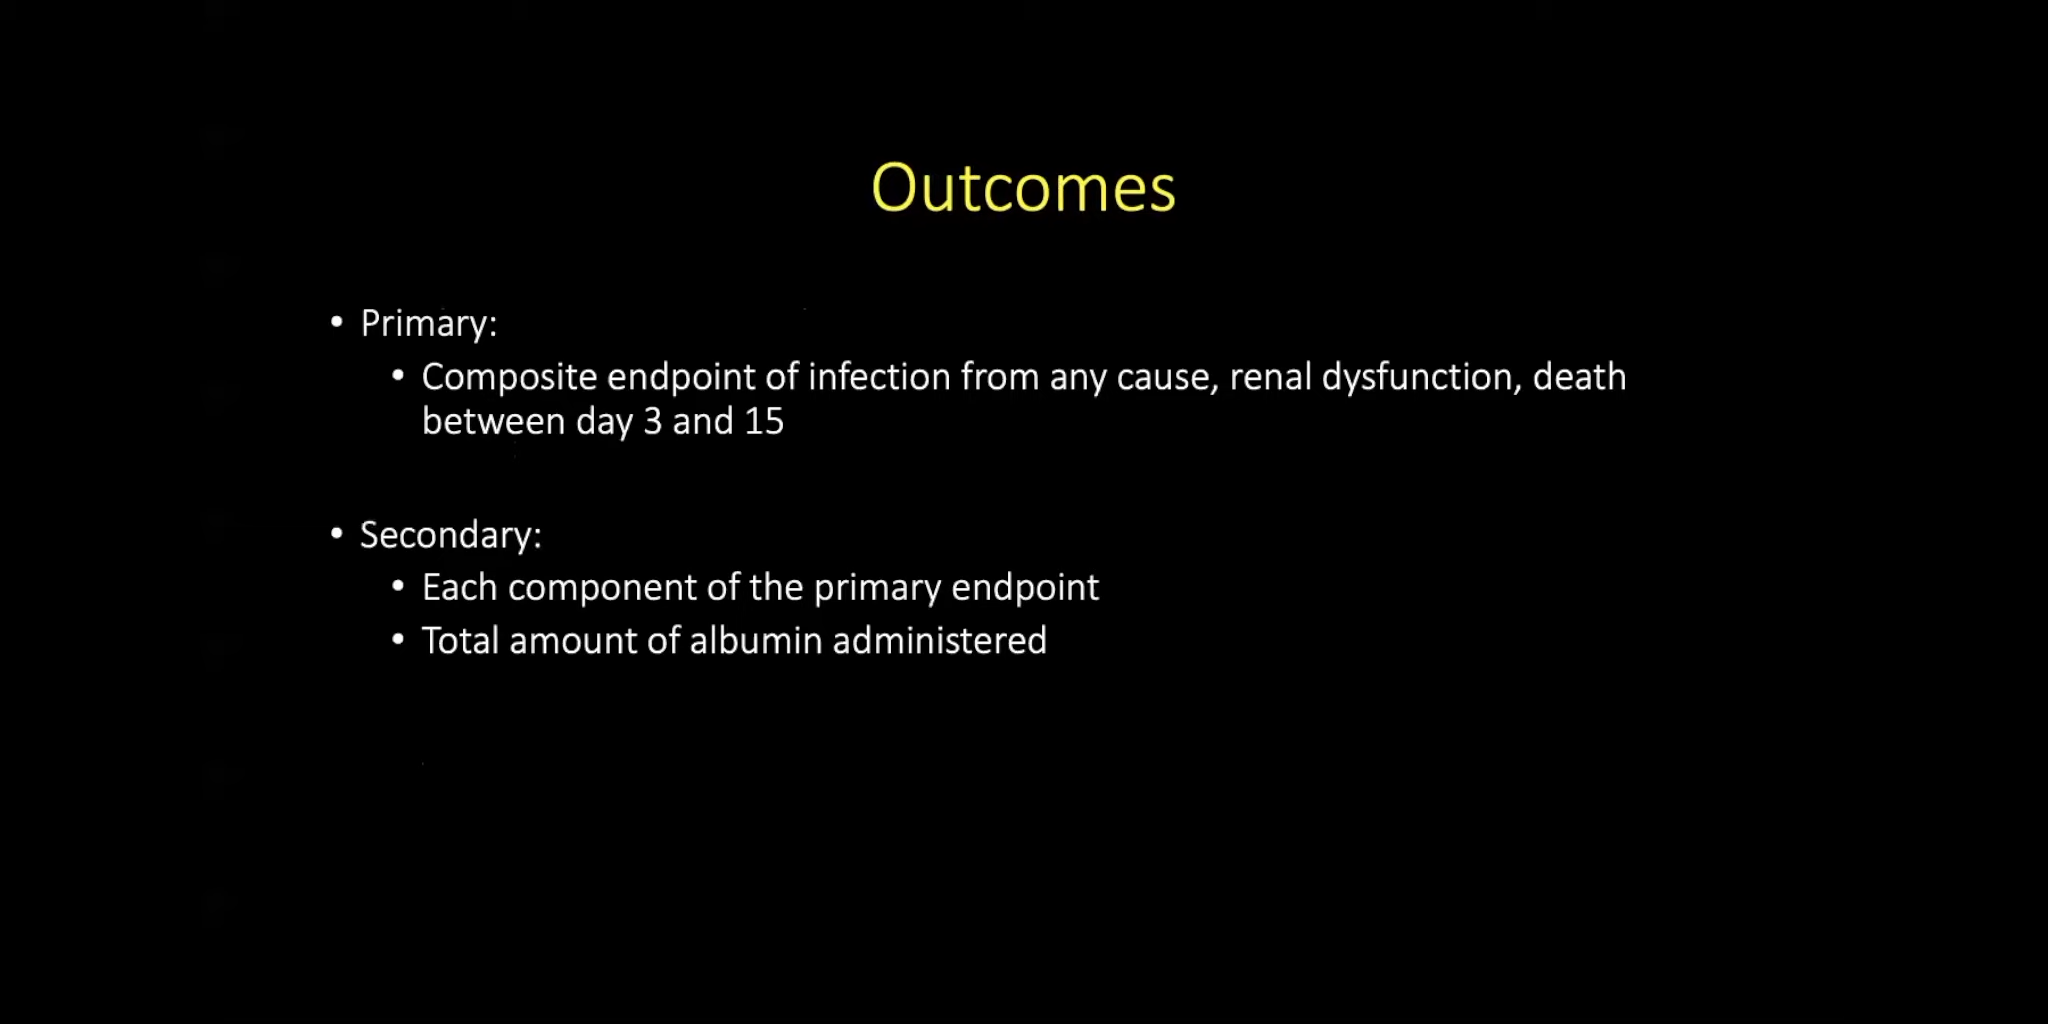 Outcomes
• Primary:
• Composite endpoint of infection from any cause, renal dysfunction, death
between day 3 and 15
• Secondary:
• Each component of the primary endpoint
• Total amount of albumin administered